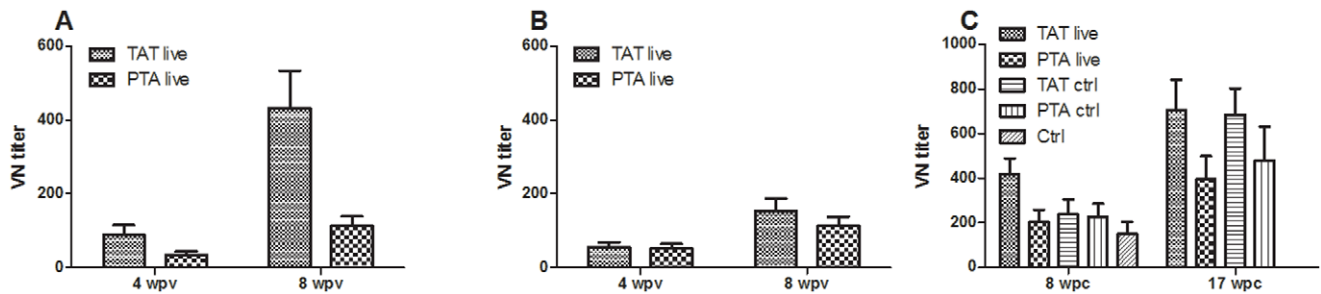 A
VN titer
600
400
200
0
TAT live
PTA live
4 wpv
8 wpv
B
VN titer
600
400
200
0
TAT live
PTA live
4 wpv
8 wpv
C
VN titer
1000
800
600
400
200
0
TAT live
PTA live
TAT ctrl
PTA ctrl
Ctrl
8 wpc
17 wpc